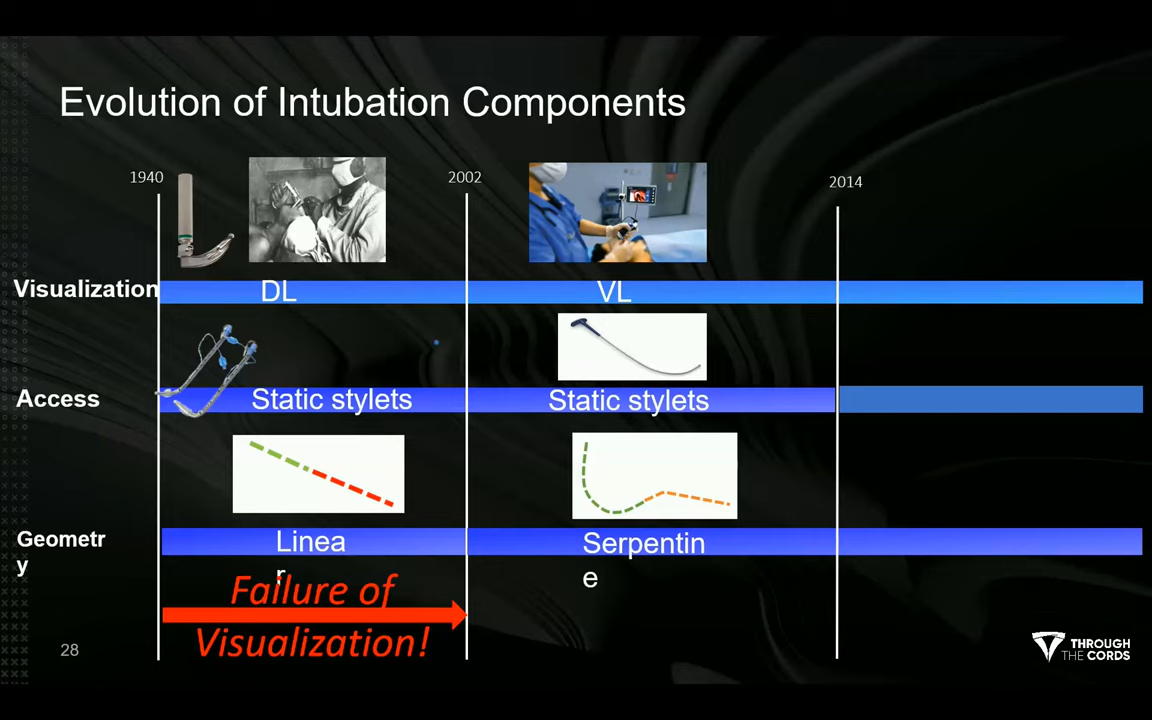 Evolution of Intubation Components
1940
2002
2014
Visualization
DL
VL
Access
Static stylets
Static stylets
Geometr
y
Linea
r
Serpentin
e
Failure of
Visualization!
28
THROUGH
THE CORDS